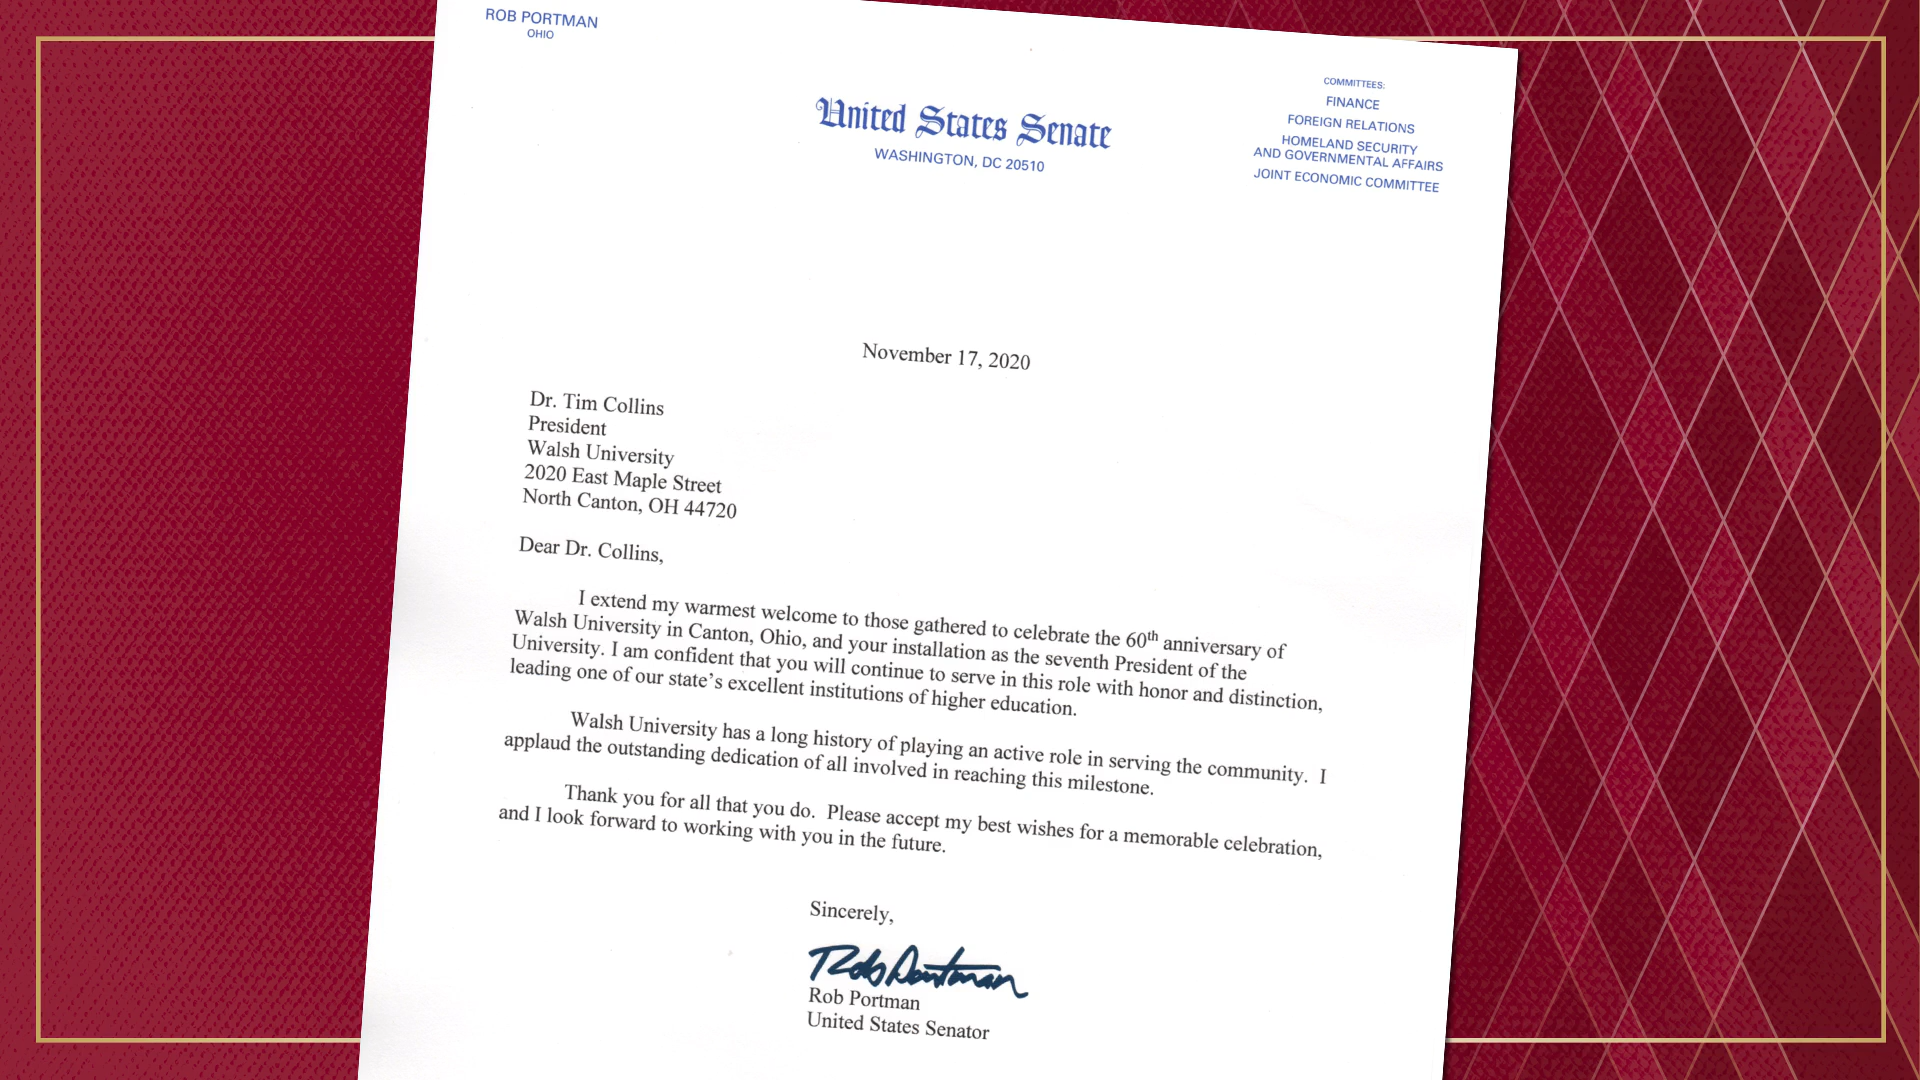 ROB PORTMAN
OHIO
United States Senate
WASHINGTON, DC 20510
COMMITTEES:
FINANCE
FOREIGN RELATIONS
HOMELAND SECURITY
AND GOVERNMENTAL AFFAIRS
JOINT ECONOMIC COMMITTEE
November 17, 2020
Dr. Tim Collins
President
Walsh University
2020 East Maple Street
North Canton, OH 44720
Dear Dr. Collins,
I extend my warmest welcome to those gathered to celebrate the 60th anniversary of
Walsh University in Canton, Ohio, and your installation as the seventh President of the
University. I am confident that you will continue to serve in this role with honor and distinction,
leading one of our state’s excellent institutions of higher education.
Walsh University has a long history of playing an active role in serving the community.  I
applaud the outstanding dedication of all involved in reaching this milestone.
Thank you for all that you do.  Please accept my best wishes for a memorable celebration,
and I look forward to working with you in the future.
Sincerely,
Rob Portman
Rob Portman
United States Senator